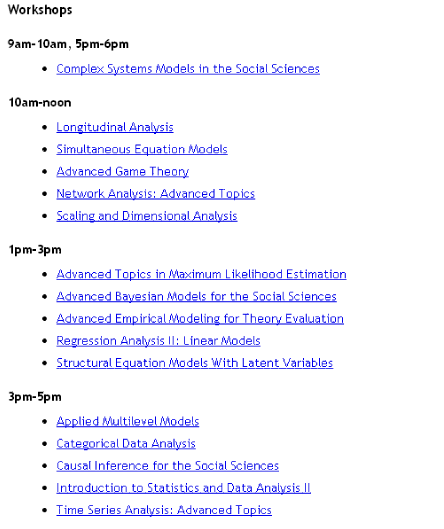 Workshops
9am-10am, 5pm-6pm
Complex Systems Models in the Social Sciences
10am-noon
Longitudinal Analysis
Simultaneous Equation Models
Advanced Game Theory
Network Analysis: Advanced Topics
Scaling and Dimensional Analysis
1pm-3pm
Advanced Topics in Maximum Likelihood Estimation
Advanced Bayesian Models for the Social Sciences
Advanced Empirical Modeling for Theory Evaluation
Regression Analysis II: Linear Models
Structural Equation Models With Latent Variables
3pm-5pm
Applied Multilevel Models
Categorical Data Analysis
Causal Inference for the Social Sciences
Introduction to Statistics and Data Analysis II
Time Series Analysis: Advanced Topics